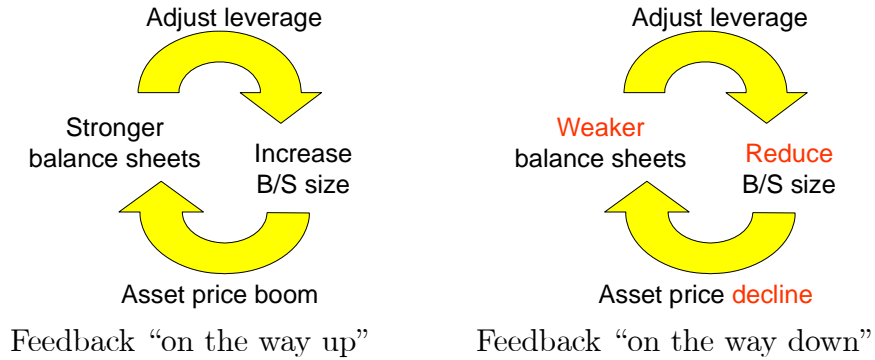 Adjust leverage
Stronger
balance sheets
Increase
B/S size
Asset price boom
Feedback “on the way up”
Adjust leverage
Weaker
balance sheets
Reduce
B/S size
Asset price decline
Feedback “on the way down”